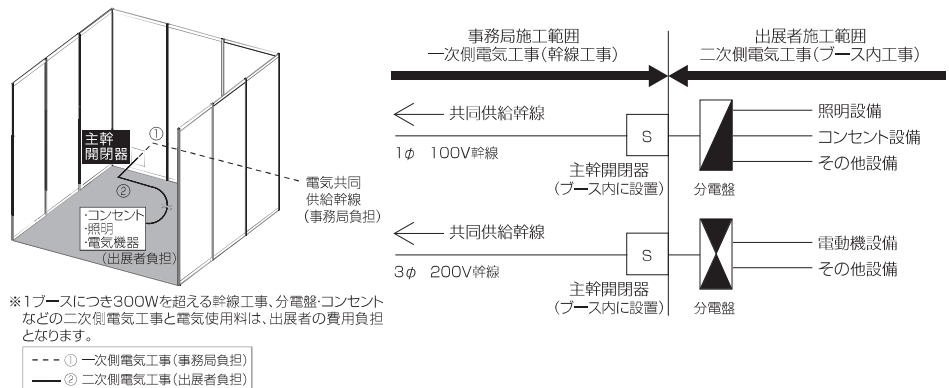 主幹
開閉器
①
②
・コンセント
・照明
・電気機器
(出展者負担)
電気共同
供給幹線
(事務局負担)
※1ブースにつき300Wを超える幹線工事、分電盤・コンセント
などの二次側電気工事と電気使用料は、出展者の費用負担
となります。
① 一次側電気工事(事務局負担)
② 二次側電気工事(出展者負担)
事務局施工範囲
一次側電気工事(幹線工事)
出展者施工範囲
二次側電気工事(ブース内工事)
共同供給幹線
1φ 100V幹線
S
主幹開閉器
(ブース内に設置)
分電盤
照明設備
コンセント設備
その他設備
共同供給幹線
3φ 200V幹線
S
主幹開閉器
(ブース内に設置)
分電盤
電動機設備
その他設備